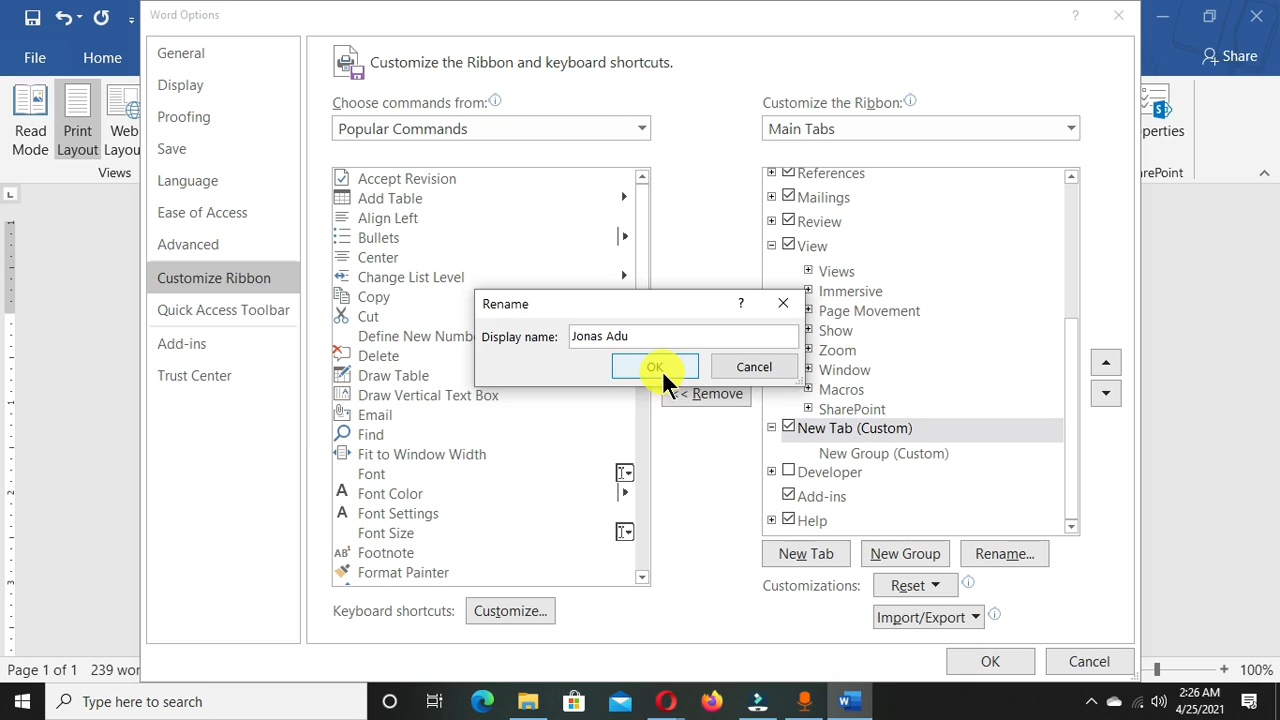 Word Options
File
Home
Share
Read Mode
Print Layout
Web Layou
Views
General
Display
Proofing
Save
Language
Ease of Access
Advanced
Customize Ribbon
Quick Access Toolbar
Add-ins
Trust Center
Customize the Ribbon and keyboard shortcuts.
Choose commands from:
Popular Commands
Accept Revision
Add Table
Align Left
Bullets
Center
Change List Level
Copy
Cut
Define New Numbe
Delete
Draw Table
Draw Vertical Text Box
Email
Find
Fit to Window Width
Font
Font Color
Font Settings
Font Size
Footnote
Format Painter
Keyboard shortcuts: Customize...
Rename
Display name: Jonas Adu
OK Cancel
<< Remove
Customize the Ribbon:
Main Tabs
References
Mailings
Review
View
Views
Immersive
Page Movement
Show
Zoom
Window
Macros
SharePoint
New Tab (Custom)
New Group (Custom)
Developer
Add-ins
Help
New Tab New Group Rename...
Customizations: Reset
Import/Export
OK Cancel
operties
rePoint
Page 1 of 1 239 wor
100%
Type here to search
2:26 AM
4/25/2021